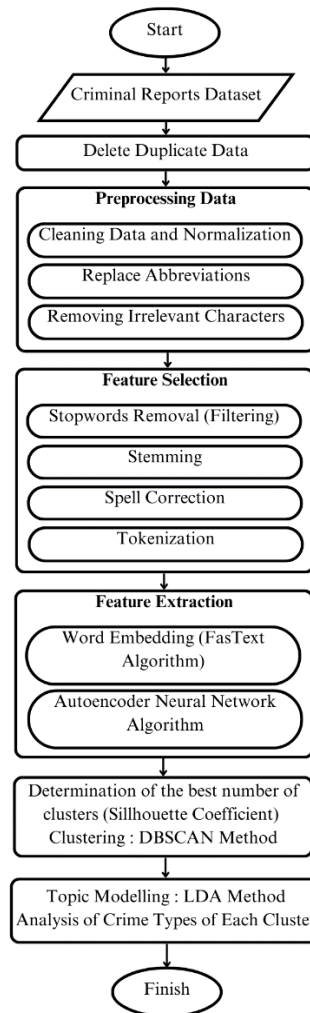 Start
Criminal Reports Dataset
Delete Duplicate Data
Preprocessing Data
Cleaning Data and Normalization
Replace Abbreviations
Removing Irrelevant Characters
Feature Selection
Stopwords Removal (Filtering)
Stemming
Spell Correction
Tokenization
Feature Extraction
Word Embedding (FasText
Algorithm)
Autoencoder Neural Network
Algorithm
Determination of the best number of
clusters (Sillhouette Coefficient)
Clustering : DBSCAN Method
Topic Modelling : LDA Method
Analysis of Crime Types of Each Cluste
Finish